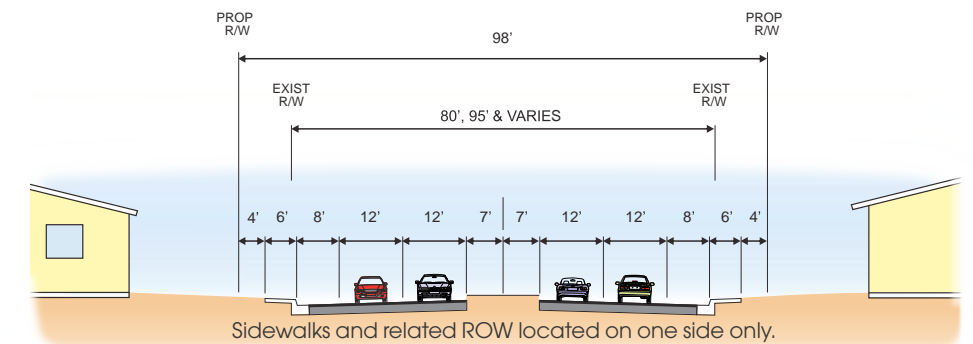 PROP
R/W
PROP
R/W
98’
EXIST
R/W
EXIST
R/W
80’, 95’ & VARIES
4’ 6’ 8’ 12’ 12’ 7’ 7’ 12’ 12’ 8’ 6’ 4’
Sidewalks and related ROW located on one side only.